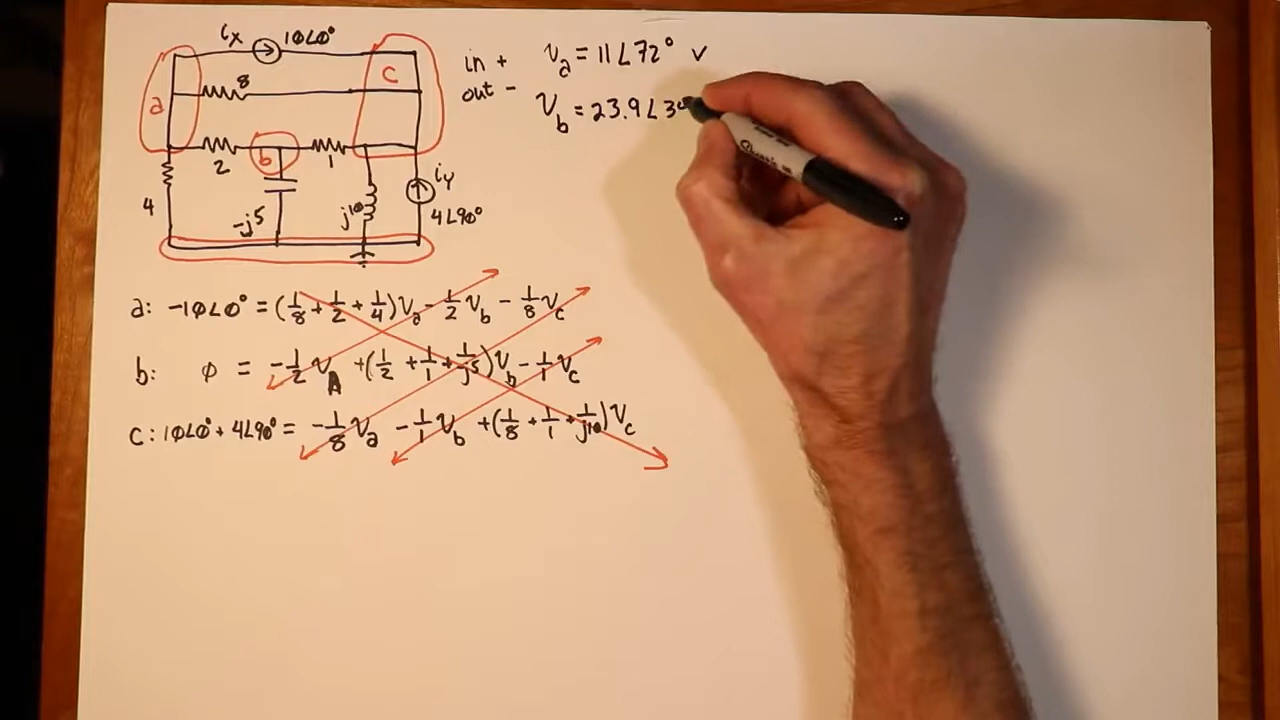 ix 10∠0°
8
a
c
2
b
1
4
-j5
j10
iy
4∠90°
in +
out -
Va = 11∠72° V
Vb = 23.9∠3
a: -10∠0° = (1/8 + 1/2 + 1/4)Va - 1/2 Vb - 1/8 Vc
b: 0 = -1/2 VA + (1/2 + 1/1 + 1/-j5)Vb - 1/1 Vc
c: 10∠0° + 4∠90° = -1/8 Va - 1/1 Vb + (1/8 + 1/1 + 1/j10)Vc